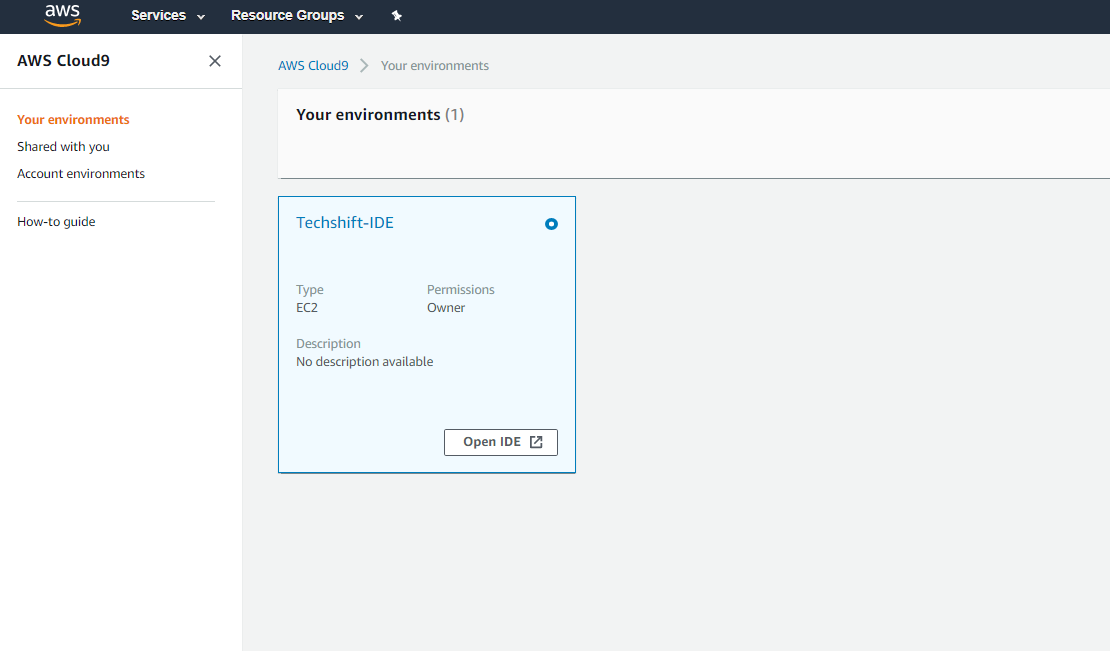 aws Services Resource Groups
AWS Cloud9
Your environments
Shared with you
Account environments
How-to guide
AWS Cloud9 Your environments
Your environments (1)
Techshift-IDE
Type Permissions
EC2 Owner
Description
No description available
Open IDE